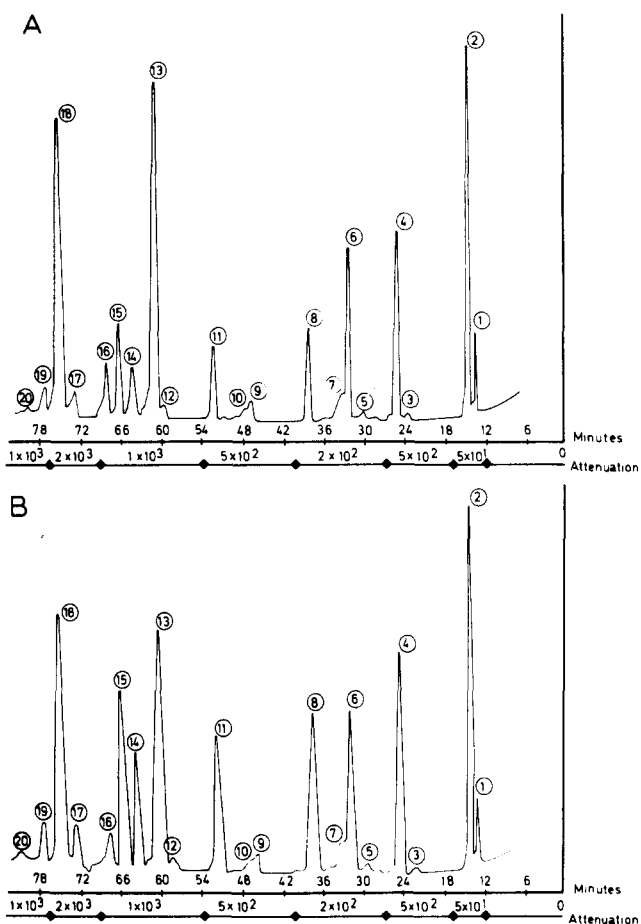 A
②
⑬
⑱
④
⑥
⑮
①
⑧
⑪
⑯ ⑭
⑲ ⑰ ⑦
⑳ ⑫ ⑩ ⑨ ⑤ ③
78 72 66 60 54 48 42 36 30 24 18 12 6 0 Minutes
1×10³ 2×10³ 1×10³ 5×10² 2×10² 5×10² 5×10¹ Attenuation
B
②
⑱ ⑬
④
⑮ ⑧ ⑥
⑪
⑭
①
⑲ ⑰ ⑯ ⑦
⑳ ⑫ ⑩ ⑨ ⑤ ③
78 72 66 60 54 48 42 36 30 24 18 12 6 0 Minutes
1×10³ 2×10³ 1×10³ 5×10² 2×10² 5×10² 5×10¹ Attenuation